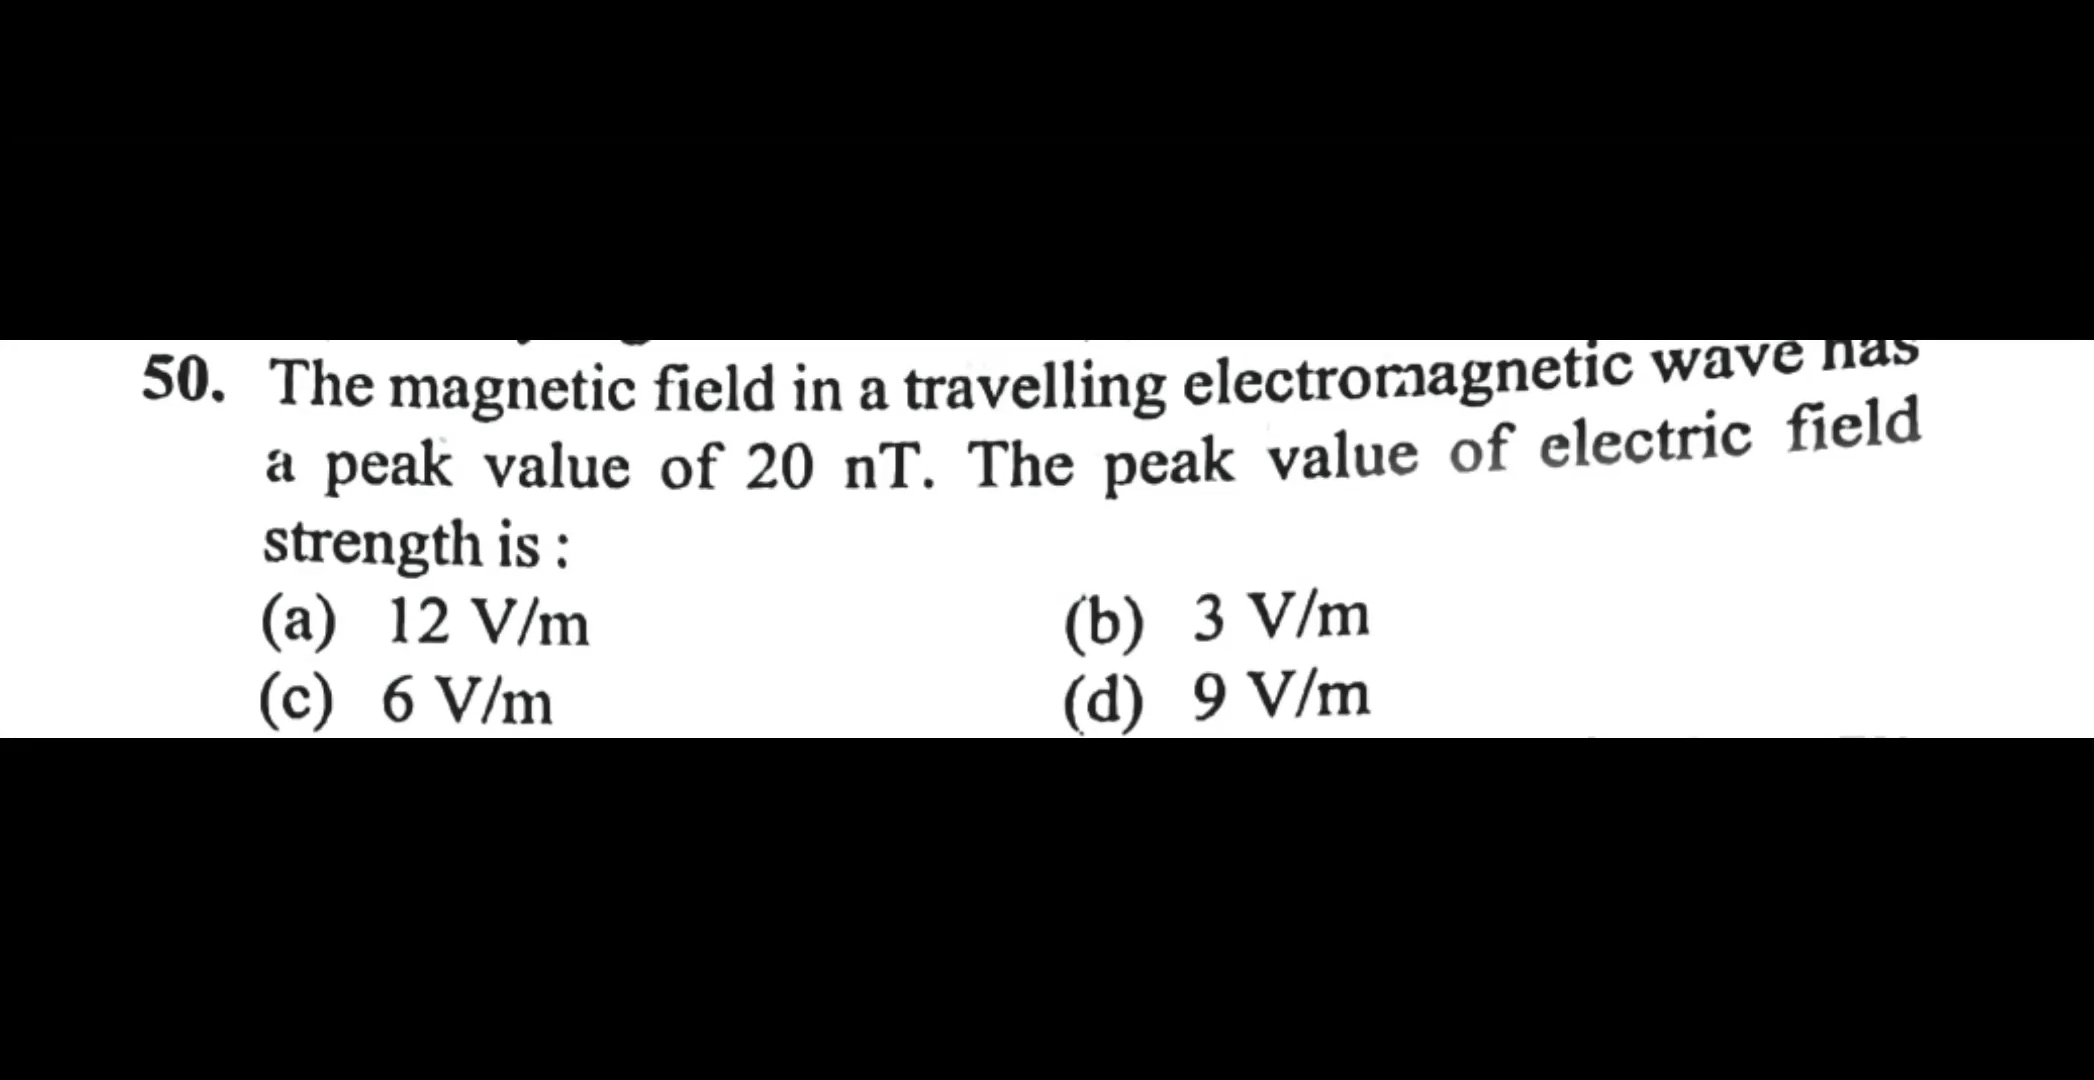 50. The magnetic field in a travelling electromagnetic wave has
a peak value of 20 nT. The peak value of electric field
strength is :
(a) 12 V/m (b) 3 V/m
(c) 6 V/m (d) 9 V/m